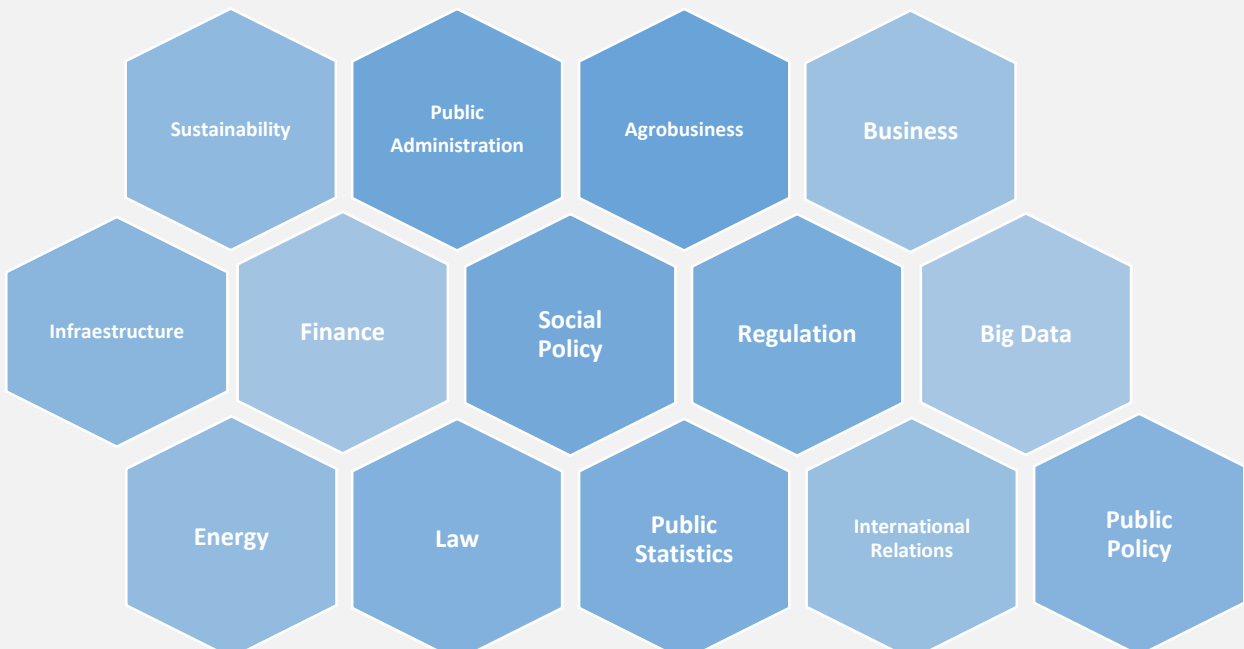 Sustainability
Public
Administration
Agrobusiness
Business
Infraestructure
Finance
Social
Policy
Regulation
Big Data
Energy
Law
Public
Statistics
International
Relations
Public
Policy